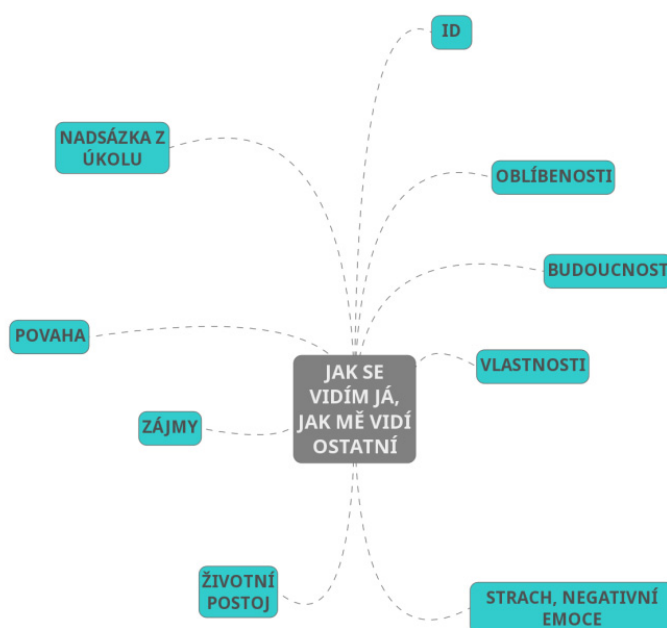 ID
NADSÁZKA Z
ÚKOLU
OBLÍBENOSTI
BUDOUCNOST
POVAHA
JAK SE
VIDÍM JÁ,
JAK MĚ VIDÍ
OSTATNÍ
VLASTNOSTI
ZÁJMY
ŽIVOTNÍ
POSTOJ
STRACH, NEGATIVNÍ
EMOCE